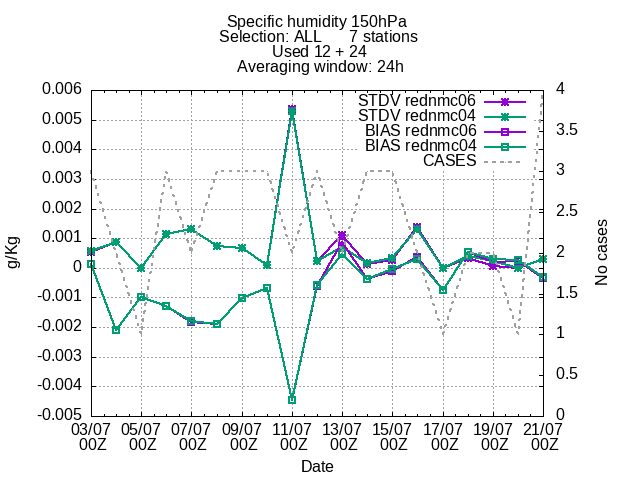 Specific humidity 150hPa
Selection: ALL 7 stations
Used 12 + 24
Averaging window: 24h
STDV rednmc06
STDV rednmc04
BIAS rednmc06
BIAS rednmc04
CASES
0.006
0.005
0.004
0.003
0.002
0.001
0
-0.001
-0.002
-0.003
-0.004
-0.005
g/Kg
4
3.5
3
2.5
2
1.5
1
0.5
0
No cases
03/07 05/07 07/07 09/07 11/07 13/07 15/07 17/07 19/07 21/07
00Z 00Z 00Z 00Z 00Z 00Z 00Z 00Z 00Z 00Z
Date